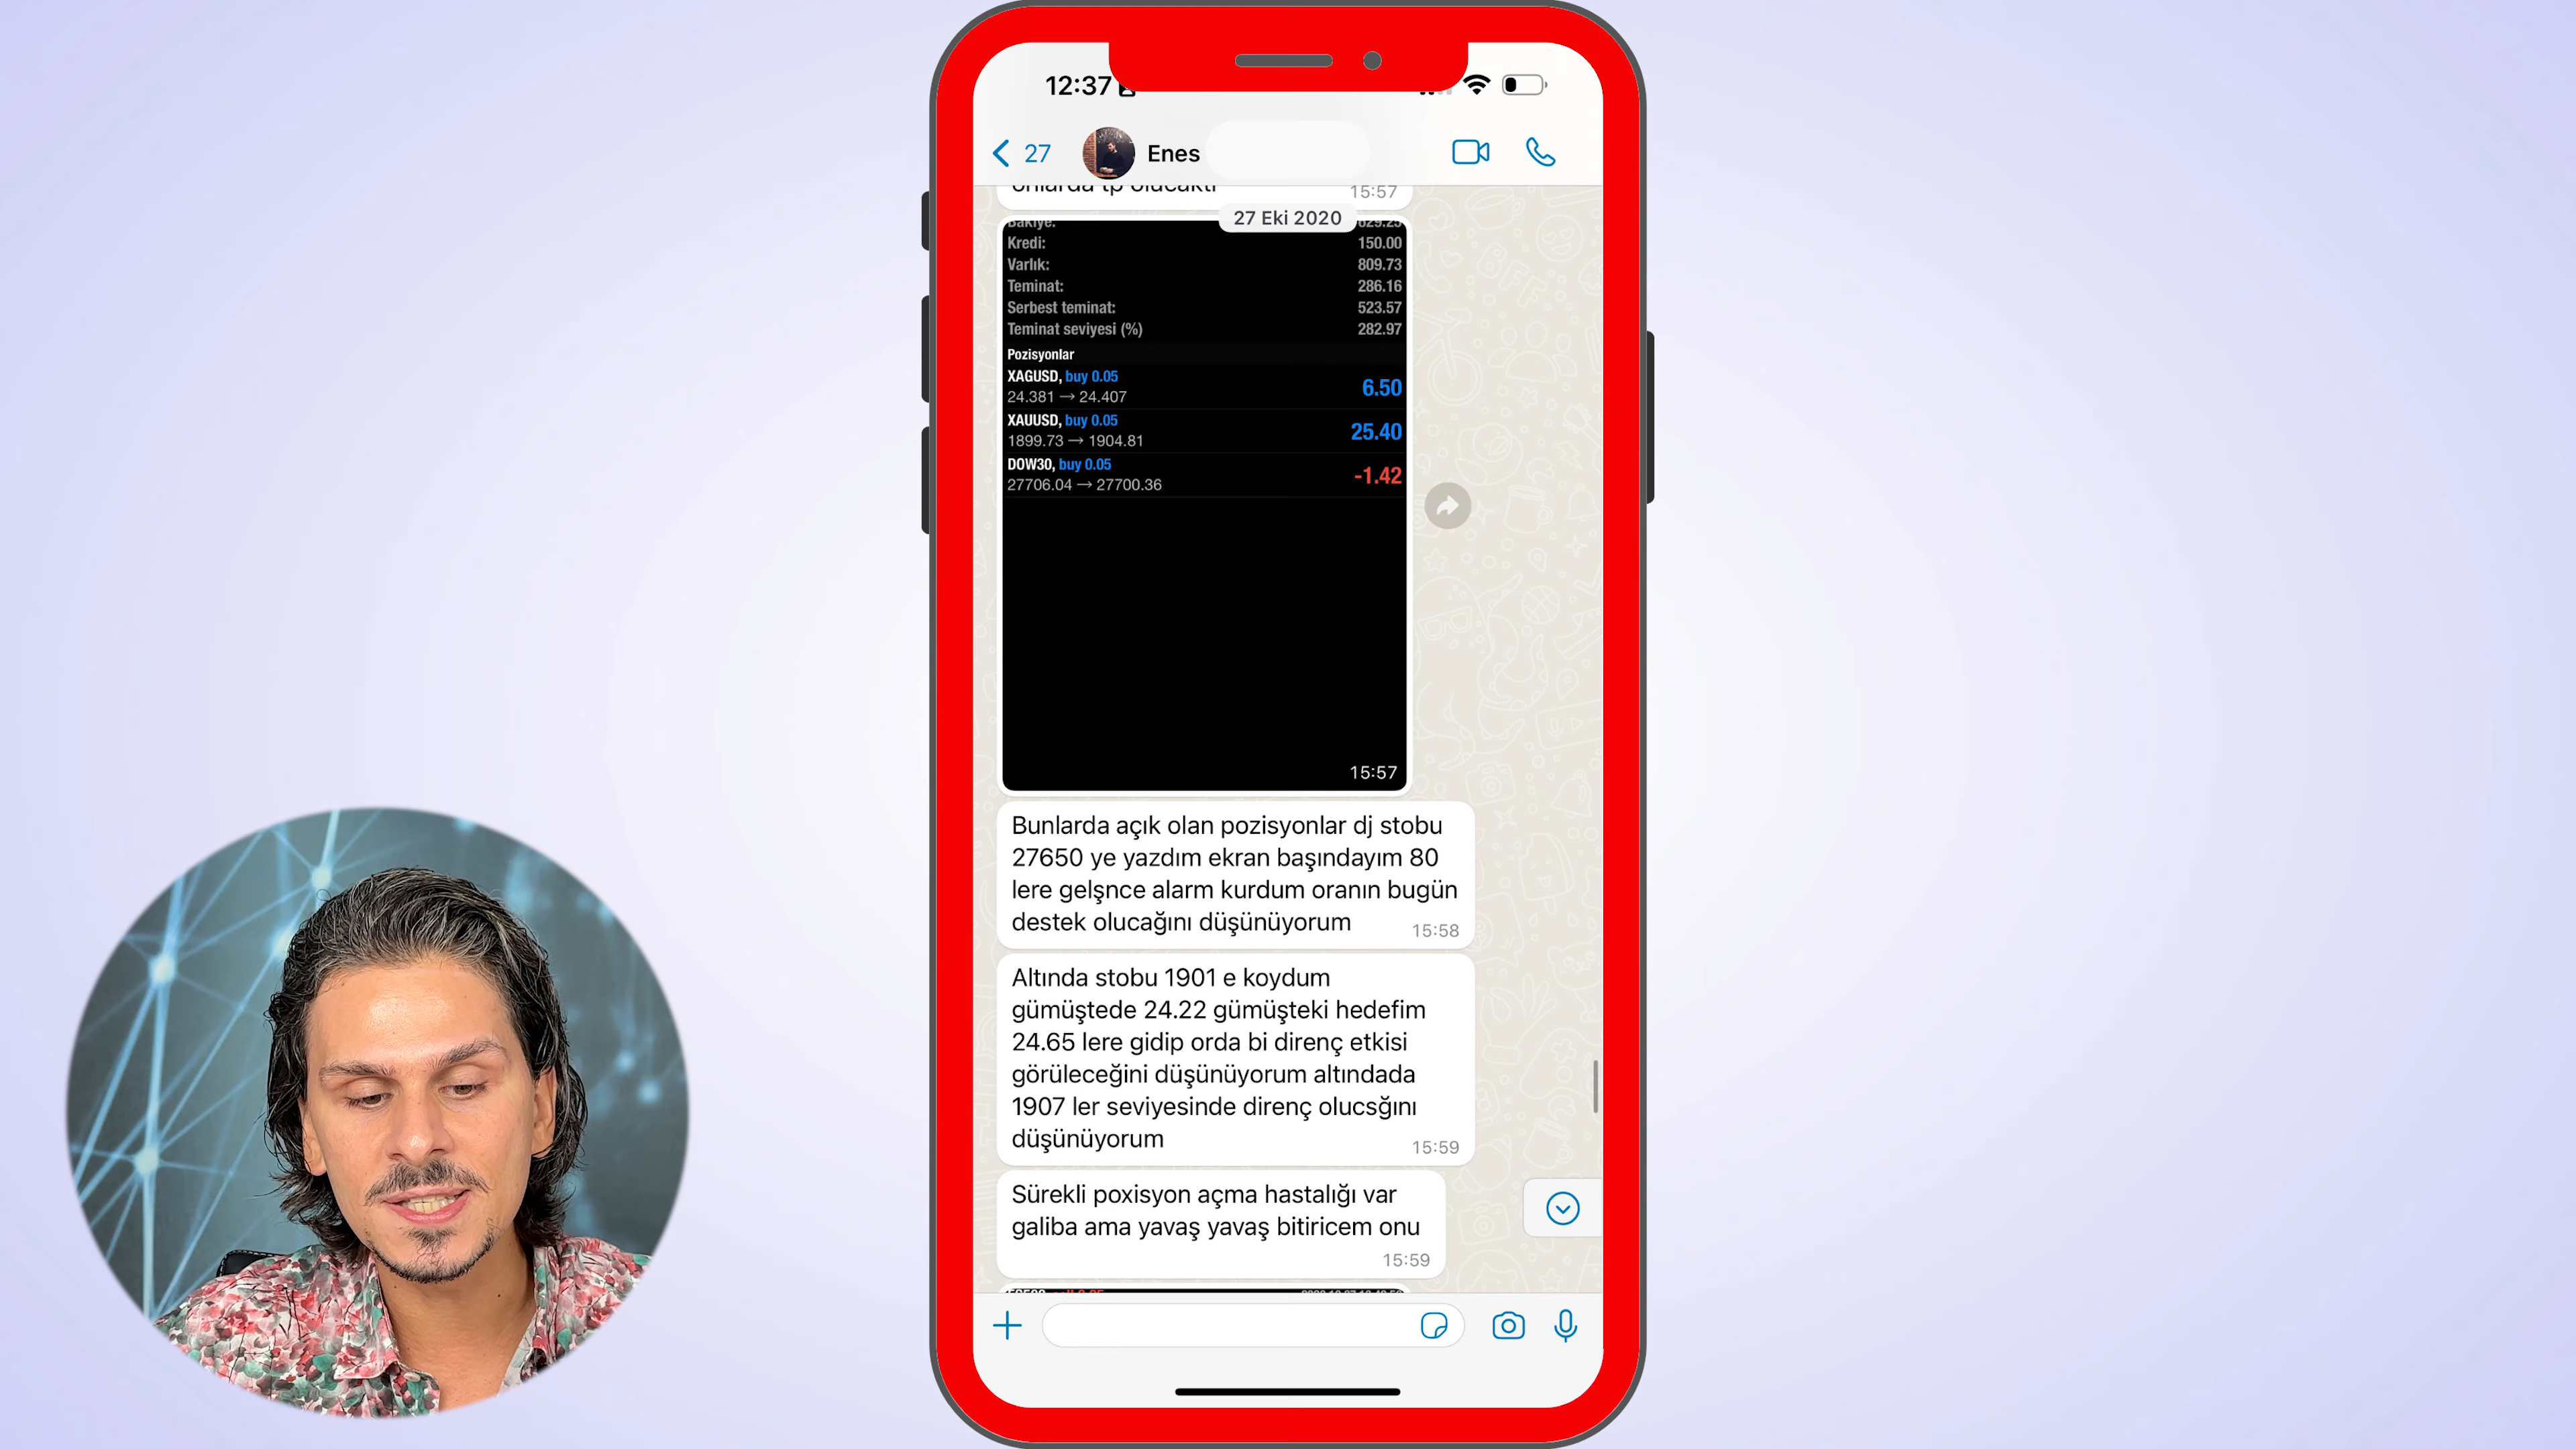 12:37
27
Enes
onlarda tp olucaktı
15:57
27 Eki 2020
Bakiye: 629.25
Kredi: 150.00
Varlık: 809.73
Teminat: 286.16
Serbest teminat: 523.57
Teminat seviyesi (%) 282.97
Pozisyonlar
XAGUSD, buy 0.05
24.381 → 24.407
6.50
XAUUSD, buy 0.05
1899.73 → 1904.81
25.40
DOW30, buy 0.05
27706.04 → 27700.36
-1.42
15:57
Bunlarda açık olan pozisyonlar dj stobu
27650 ye yazdım ekran başındayım 80
lere gelşnce alarm kurdum oranın bugün
destek olucağını düşünüyorum
15:58
Altında stobu 1901 e koydum
gümüştede 24.22 gümüşteki hedefim
24.65 lere gidip orda bi direnç etkisi
görüleceğini düşünüyorum altındada
1907 ler seviyesinde direnç olucsğını
düşünüyorum
15:59
Sürekli poxisyon açma hastalığı var
galiba ama yavaş yavaş bitiricem onu
15:59